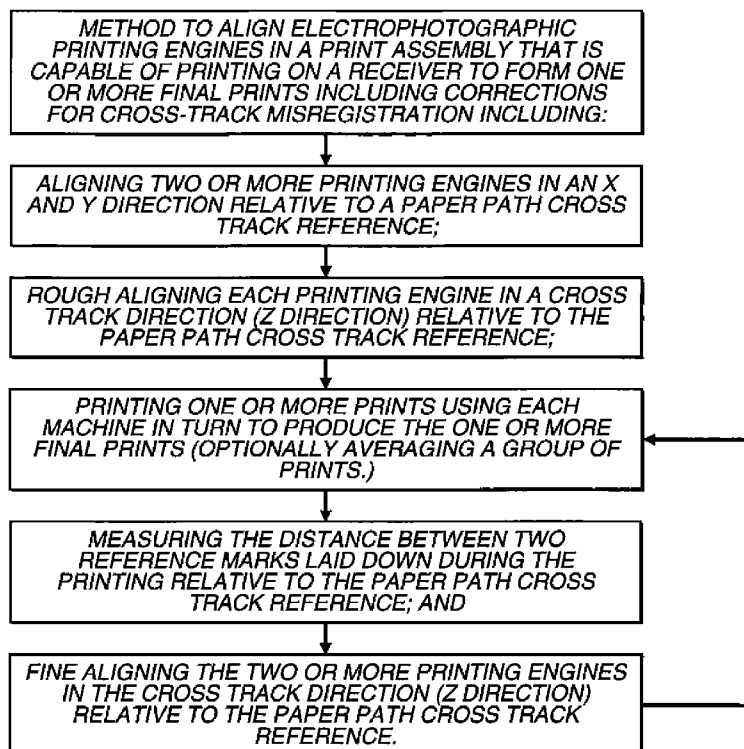 METHOD TO ALIGN ELECTROPHOTOGRAPHIC
PRINTING ENGINES IN A PRINT ASSEMBLY THAT IS
CAPABLE OF PRINTING ON A RECEIVER TO FORM ONE
OR MORE FINAL PRINTS INCLUDING CORRECTIONS
FOR CROSS-TRACK MISREGISTRATION INCLUDING:
ALIGNING TWO OR MORE PRINTING ENGINES IN AN X
AND Y DIRECTION RELATIVE TO A PAPER PATH CROSS
TRACK REFERENCE;
ROUGH ALIGNING EACH PRINTING ENGINE IN A CROSS
TRACK DIRECTION (Z DIRECTION) RELATIVE TO THE
PAPER PATH CROSS TRACK REFERENCE;
PRINTING ONE OR MORE PRINTS USING EACH
MACHINE IN TURN TO PRODUCE THE ONE OR MORE
FINAL PRINTS (OPTIONALLY AVERAGING A GROUP OF
PRINTS.)
MEASURING THE DISTANCE BETWEEN TWO
REFERENCE MARKS LAID DOWN DURING THE
PRINTING RELATIVE TO THE PAPER PATH CROSS
TRACK REFERENCE; AND
FINE ALIGNING THE TWO OR MORE PRINTING ENGINES
IN THE CROSS TRACK DIRECTION (Z DIRECTION)
RELATIVE TO THE PAPER PATH CROSS TRACK
REFERENCE.